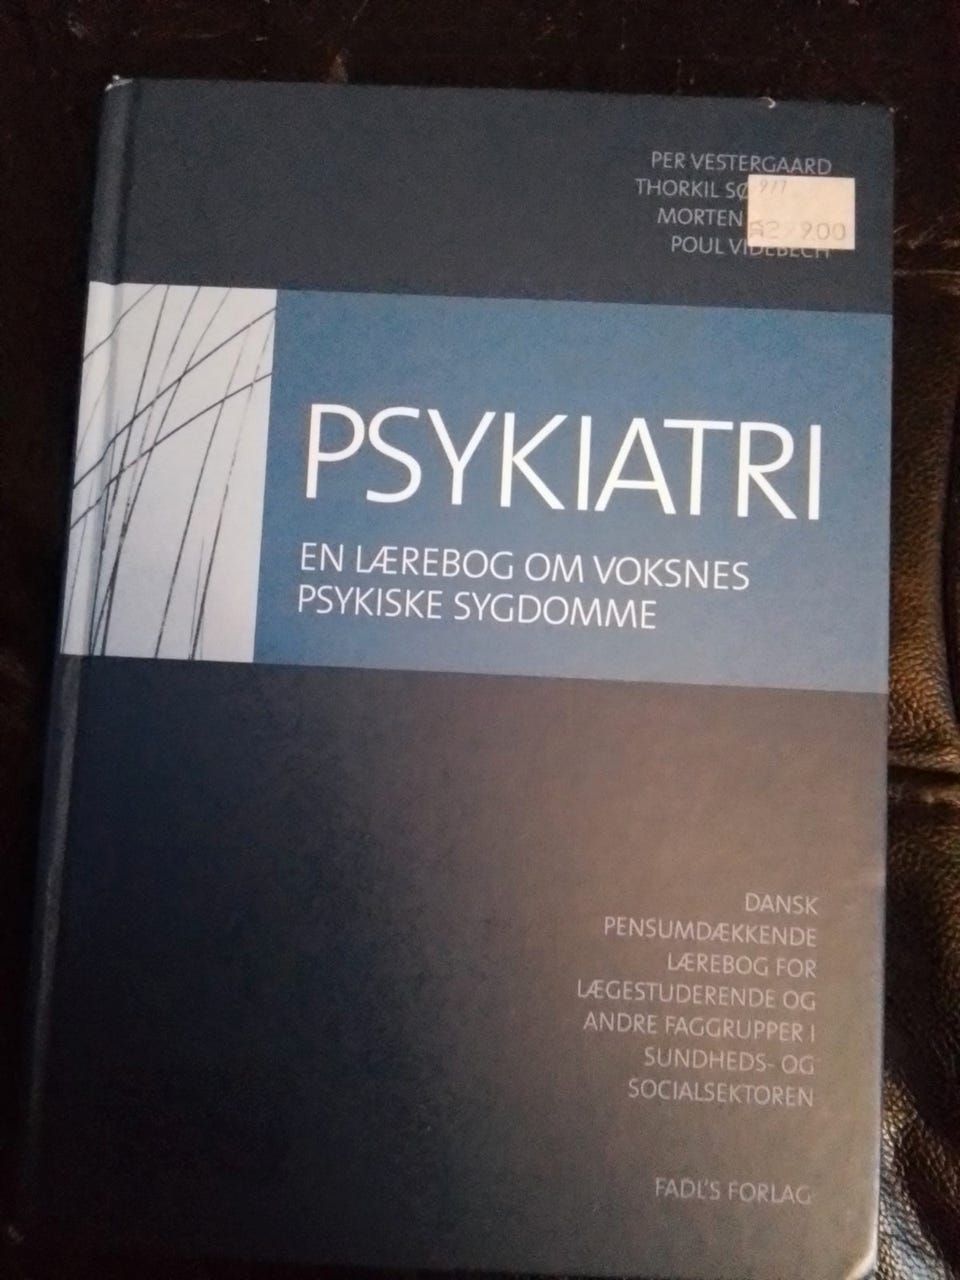 PER VESTERGAARD
THORKIL
MORTEN
POUL VIDEBECH
PSYKIATRI
EN LÆREBOG OM VOKSNES
PSYKISKE SYGDOMME
DANSK
PENSUMDÆKKENDE
LÆREBOG FOR
LÆGESTUDERENDE OG
ANDRE FAGGRUPPER I
SUNDHEDS- OG
SOCIALSEKTOREN
FADL'S FORLAG